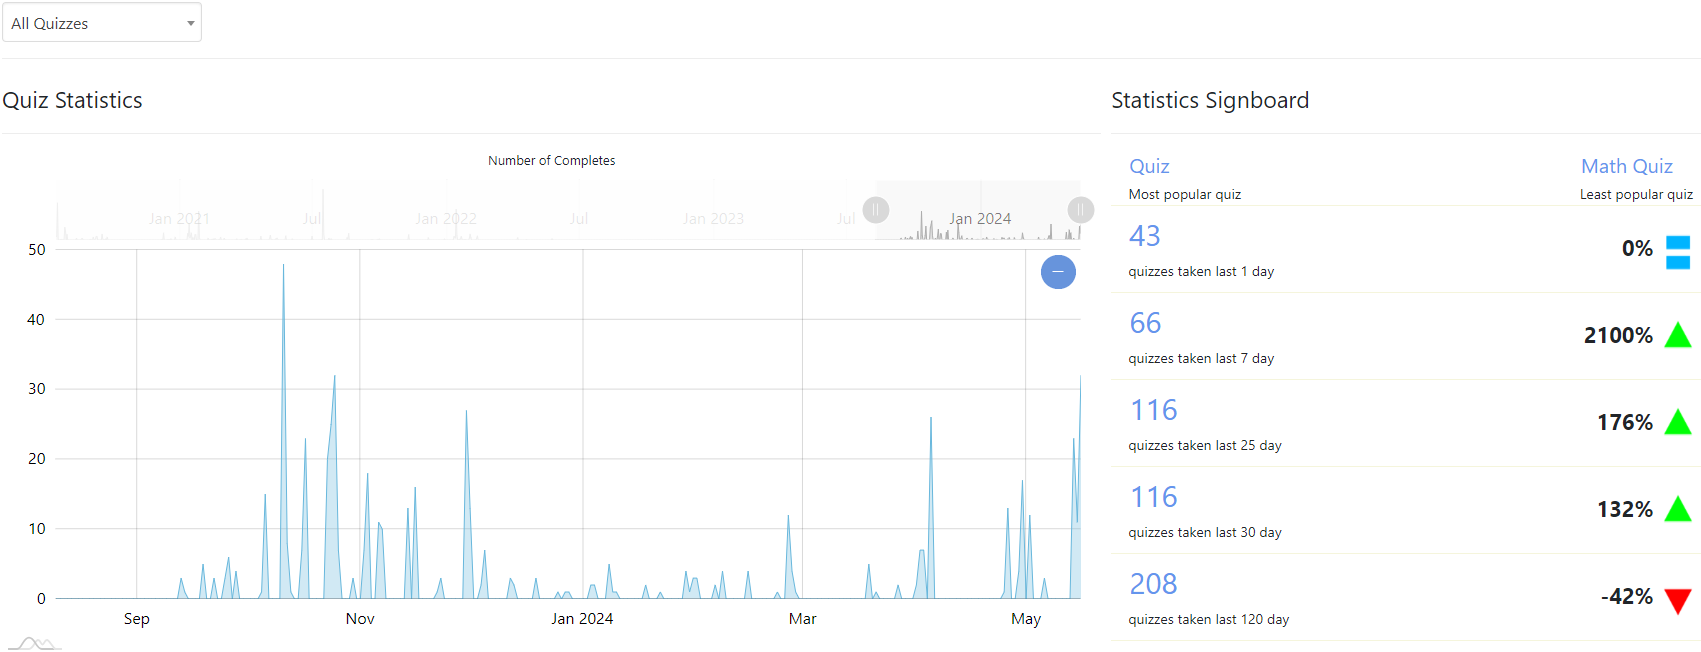 All Quizzes
Quiz Statistics
Number of Completes
Jan 2021
Jul
Jan 2022
Jul
Jan 2023
Jul
Jan 2024
50
40
30
20
10
0
Sep
Nov
Jan 2024
Mar
May
Statistics Signboard
Quiz
Most popular quiz
Math Quiz
Least popular quiz
43
quizzes taken last 1 day
0%
66
quizzes taken last 7 day
2100%
116
quizzes taken last 25 day
176%
116
quizzes taken last 30 day
132%
208
quizzes taken last 120 day
-42%